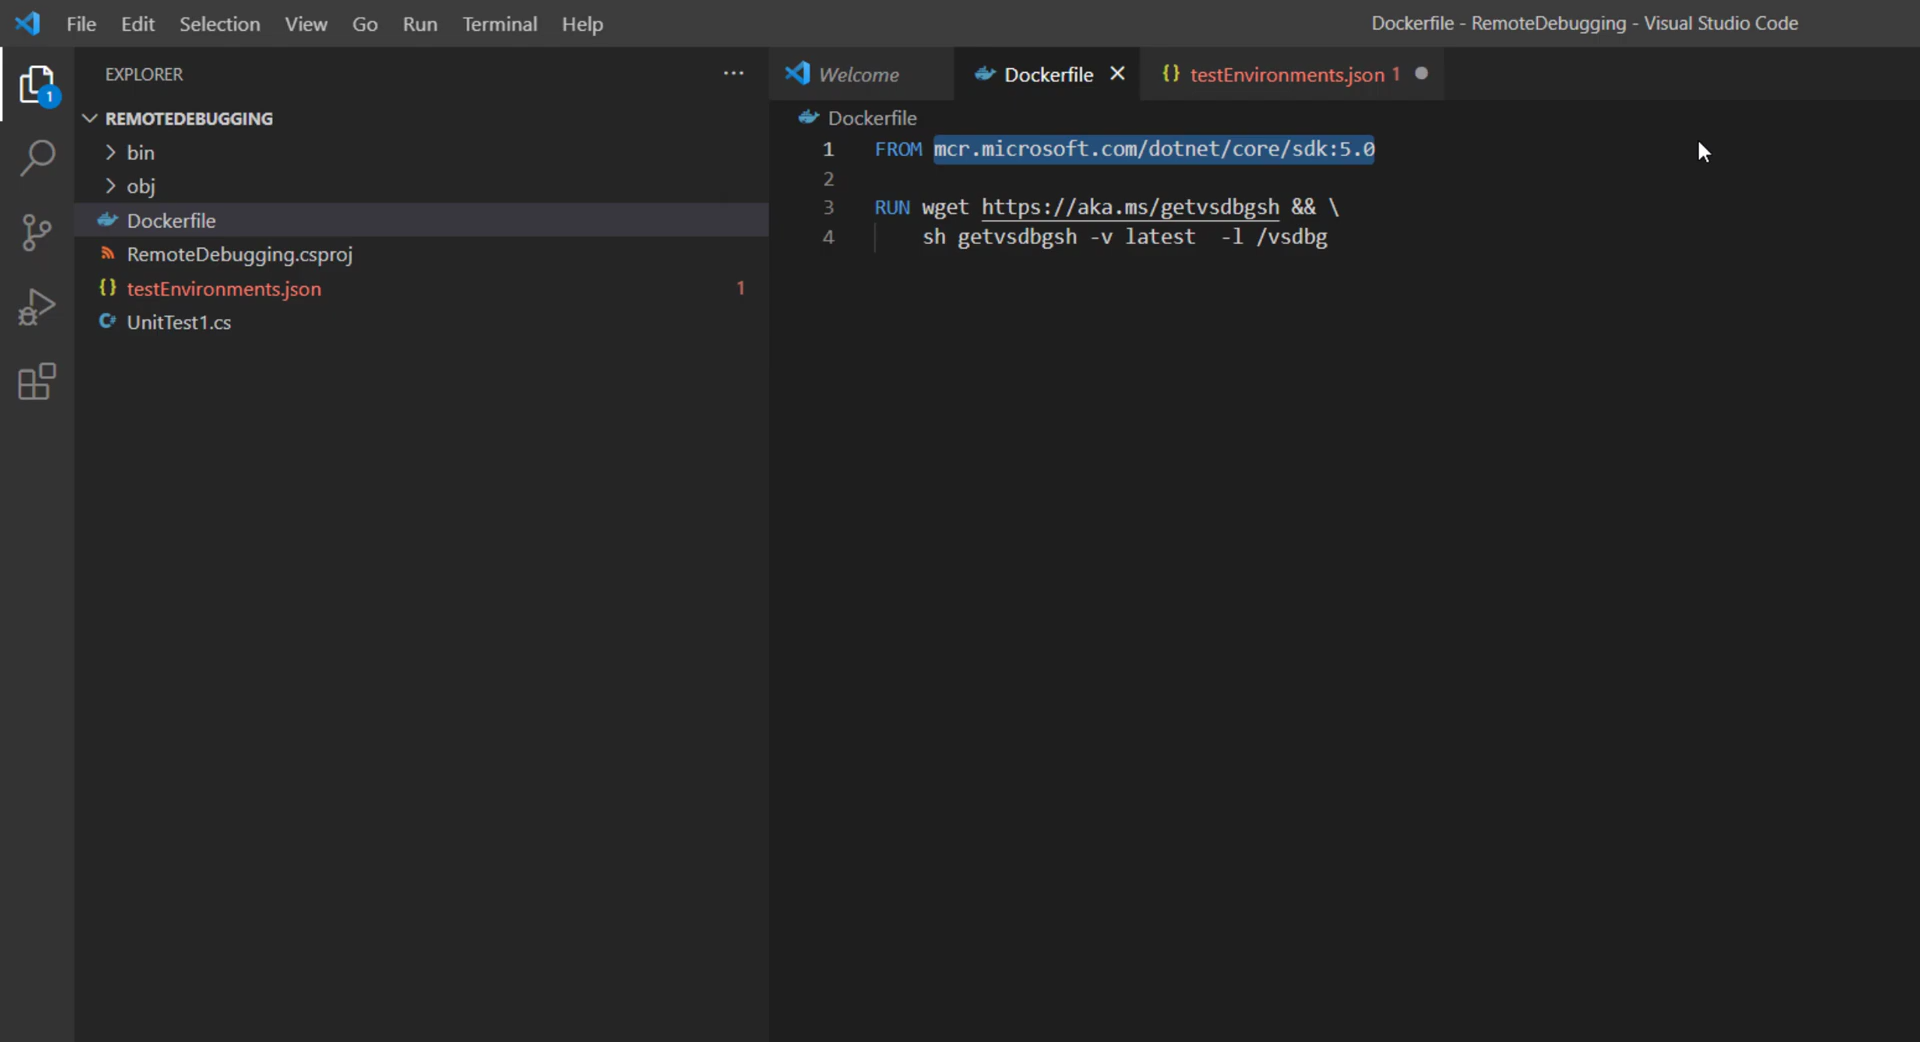 File Edit Selection View Go Run Terminal Help
Dockerfile - RemoteDebugging - Visual Studio Code
EXPLORER
1
REMOTEDEBUGGING
bin
obj
Dockerfile
RemoteDebugging.csproj
{} testEnvironments.json 1
C# UnitTest1.cs
Welcome Dockerfile {} testEnvironments.json 1
Dockerfile
1 FROM mcr.microsoft.com/dotnet/core/sdk:5.0
2
3 RUN wget https://aka.ms/getvsdbgsh && \
4 sh getvsdbgsh -v latest  -l /vsdbg